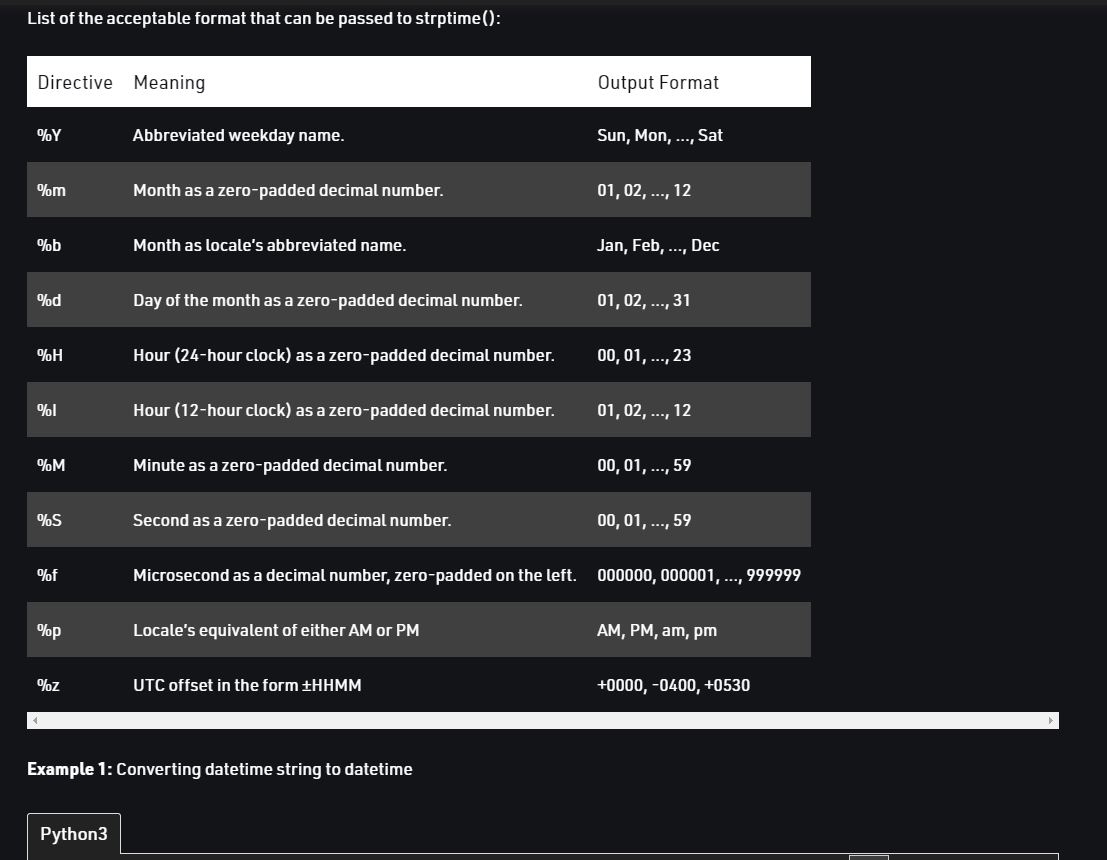 List of the acceptable format that can be passed to strptime():
Directive Meaning Output Format
%Y Abbreviated weekday name. Sun, Mon, ..., Sat
%m Month as a zero-padded decimal number. 01, 02, ..., 12
%b Month as locale's abbreviated name. Jan, Feb, ..., Dec
%d Day of the month as a zero-padded decimal number. 01, 02, ..., 31
%H Hour (24-hour clock) as a zero-padded decimal number. 00, 01, ..., 23
%I Hour (12-hour clock) as a zero-padded decimal number. 01, 02, ..., 12
%M Minute as a zero-padded decimal number. 00, 01, ..., 59
%S Second as a zero-padded decimal number. 00, 01, ..., 59
%f Microsecond as a decimal number, zero-padded on the left. 000000, 000001, ..., 999999
%p Locale's equivalent of either AM or PM AM, PM, am, pm
%z UTC offset in the form ±HHMM +0000, -0400, +0530
Example 1: Converting datetime string to datetime
Python3